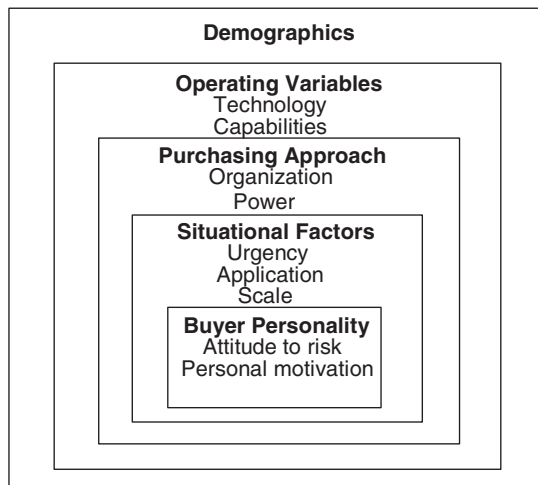 Demographics
Operating Variables
Technology
Capabilities
Purchasing Approach
Organization
Power
Situational Factors
Urgency
Application
Scale
Buyer Personality
Attitude to risk
Personal motivation